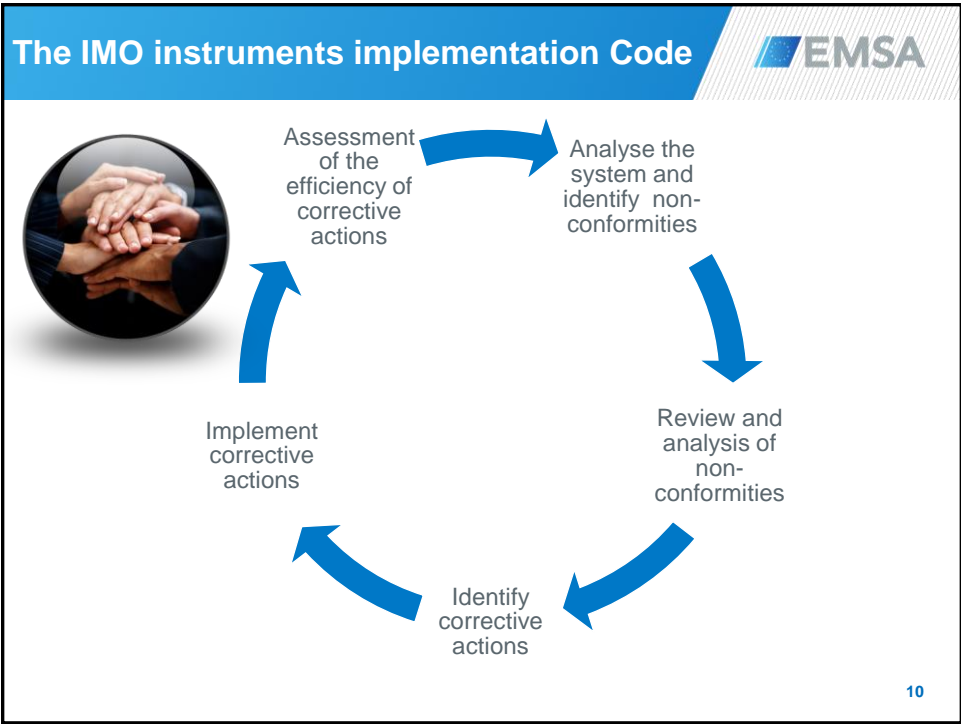 The IMO instruments implementation Code
EMSA
Assessment
of the
efficiency of
corrective
actions
Analyse the
system and
identify non-
conformities
Review and
analysis of
non-
conformities
Identify
corrective
actions
Implement
corrective
actions
10